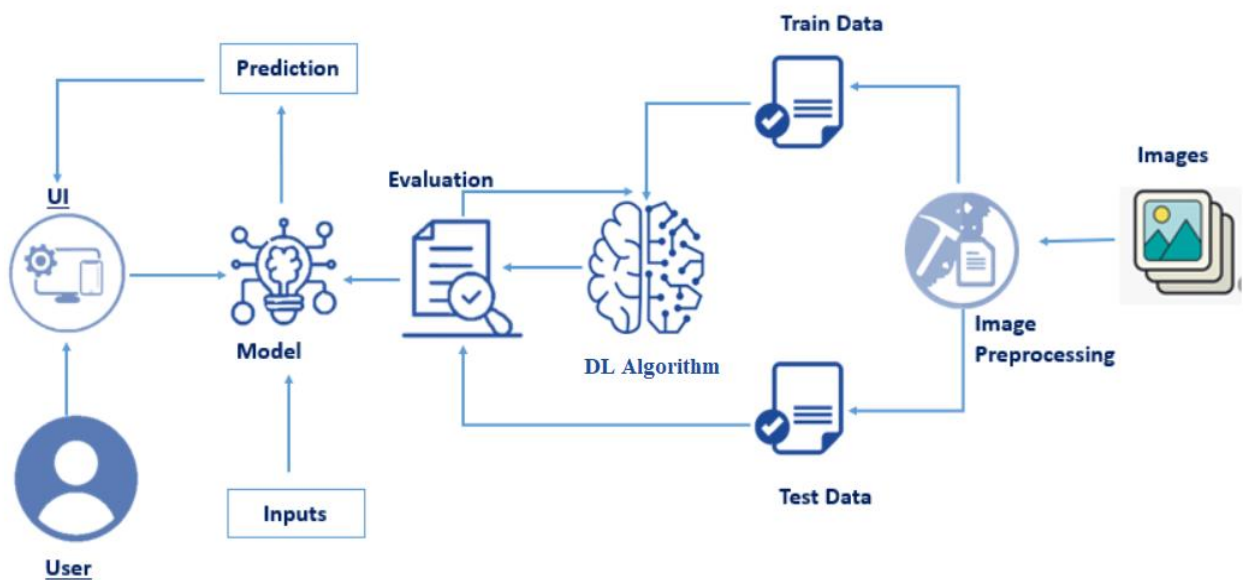 Train Data
Prediction
Images
Evaluation
UI
Image
Preprocessing
Model
DL Algorithm
Test Data
Inputs
User